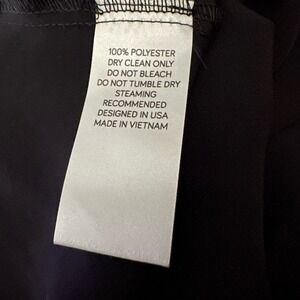 100% POLYESTER
DRY CLEAN ONLY
DO NOT BLEACH
DO NOT TUMBLE DRY
STEAMING
RECOMMENDED
DESIGNED IN USA
MADE IN VIETNAM